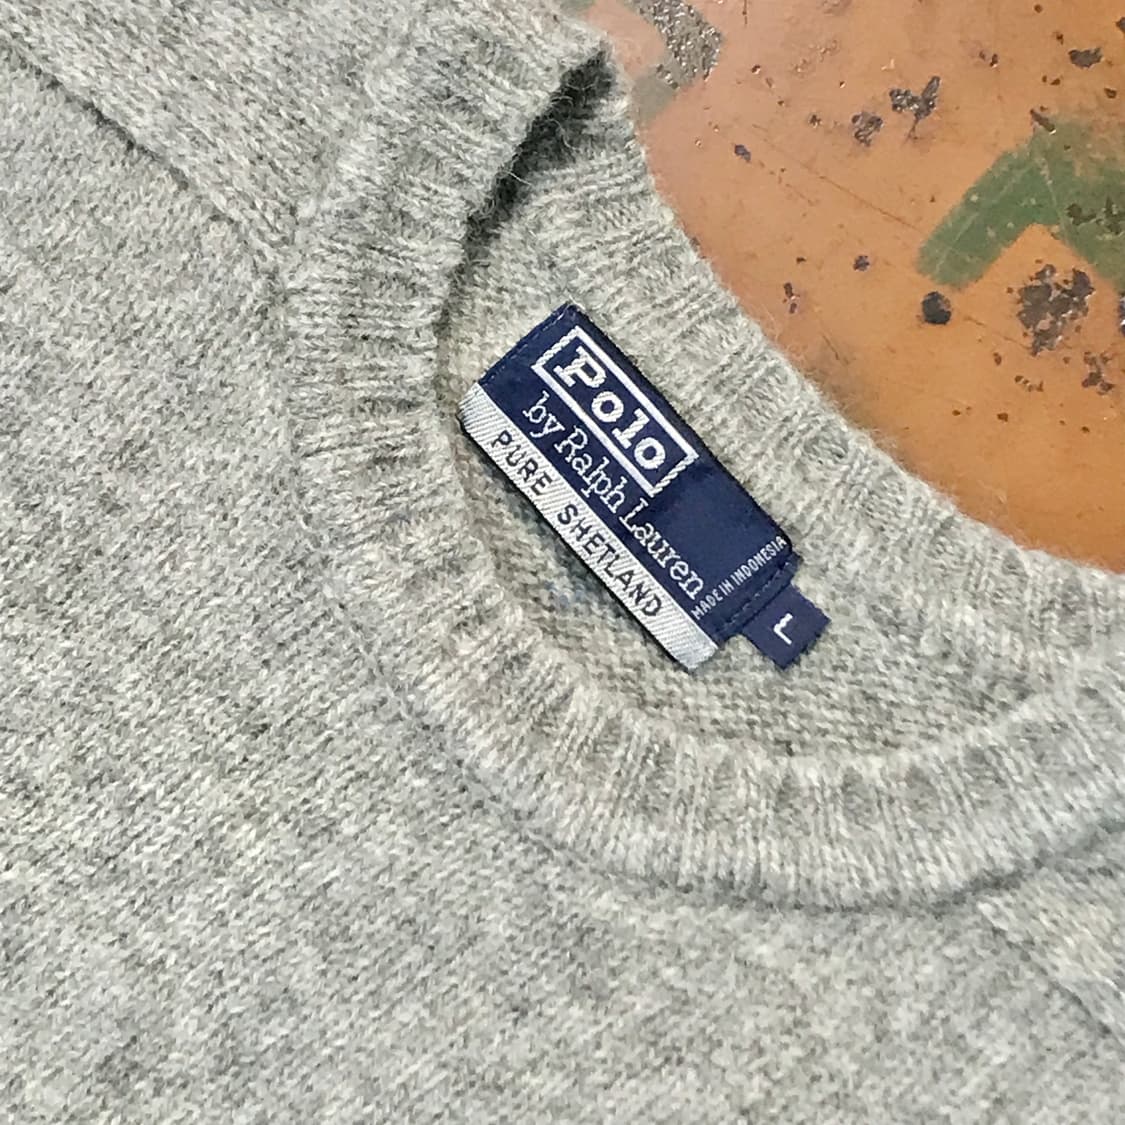 Polo
by Ralph Lauren
MADE IN INDONESIA
PURE SHETLAND
L